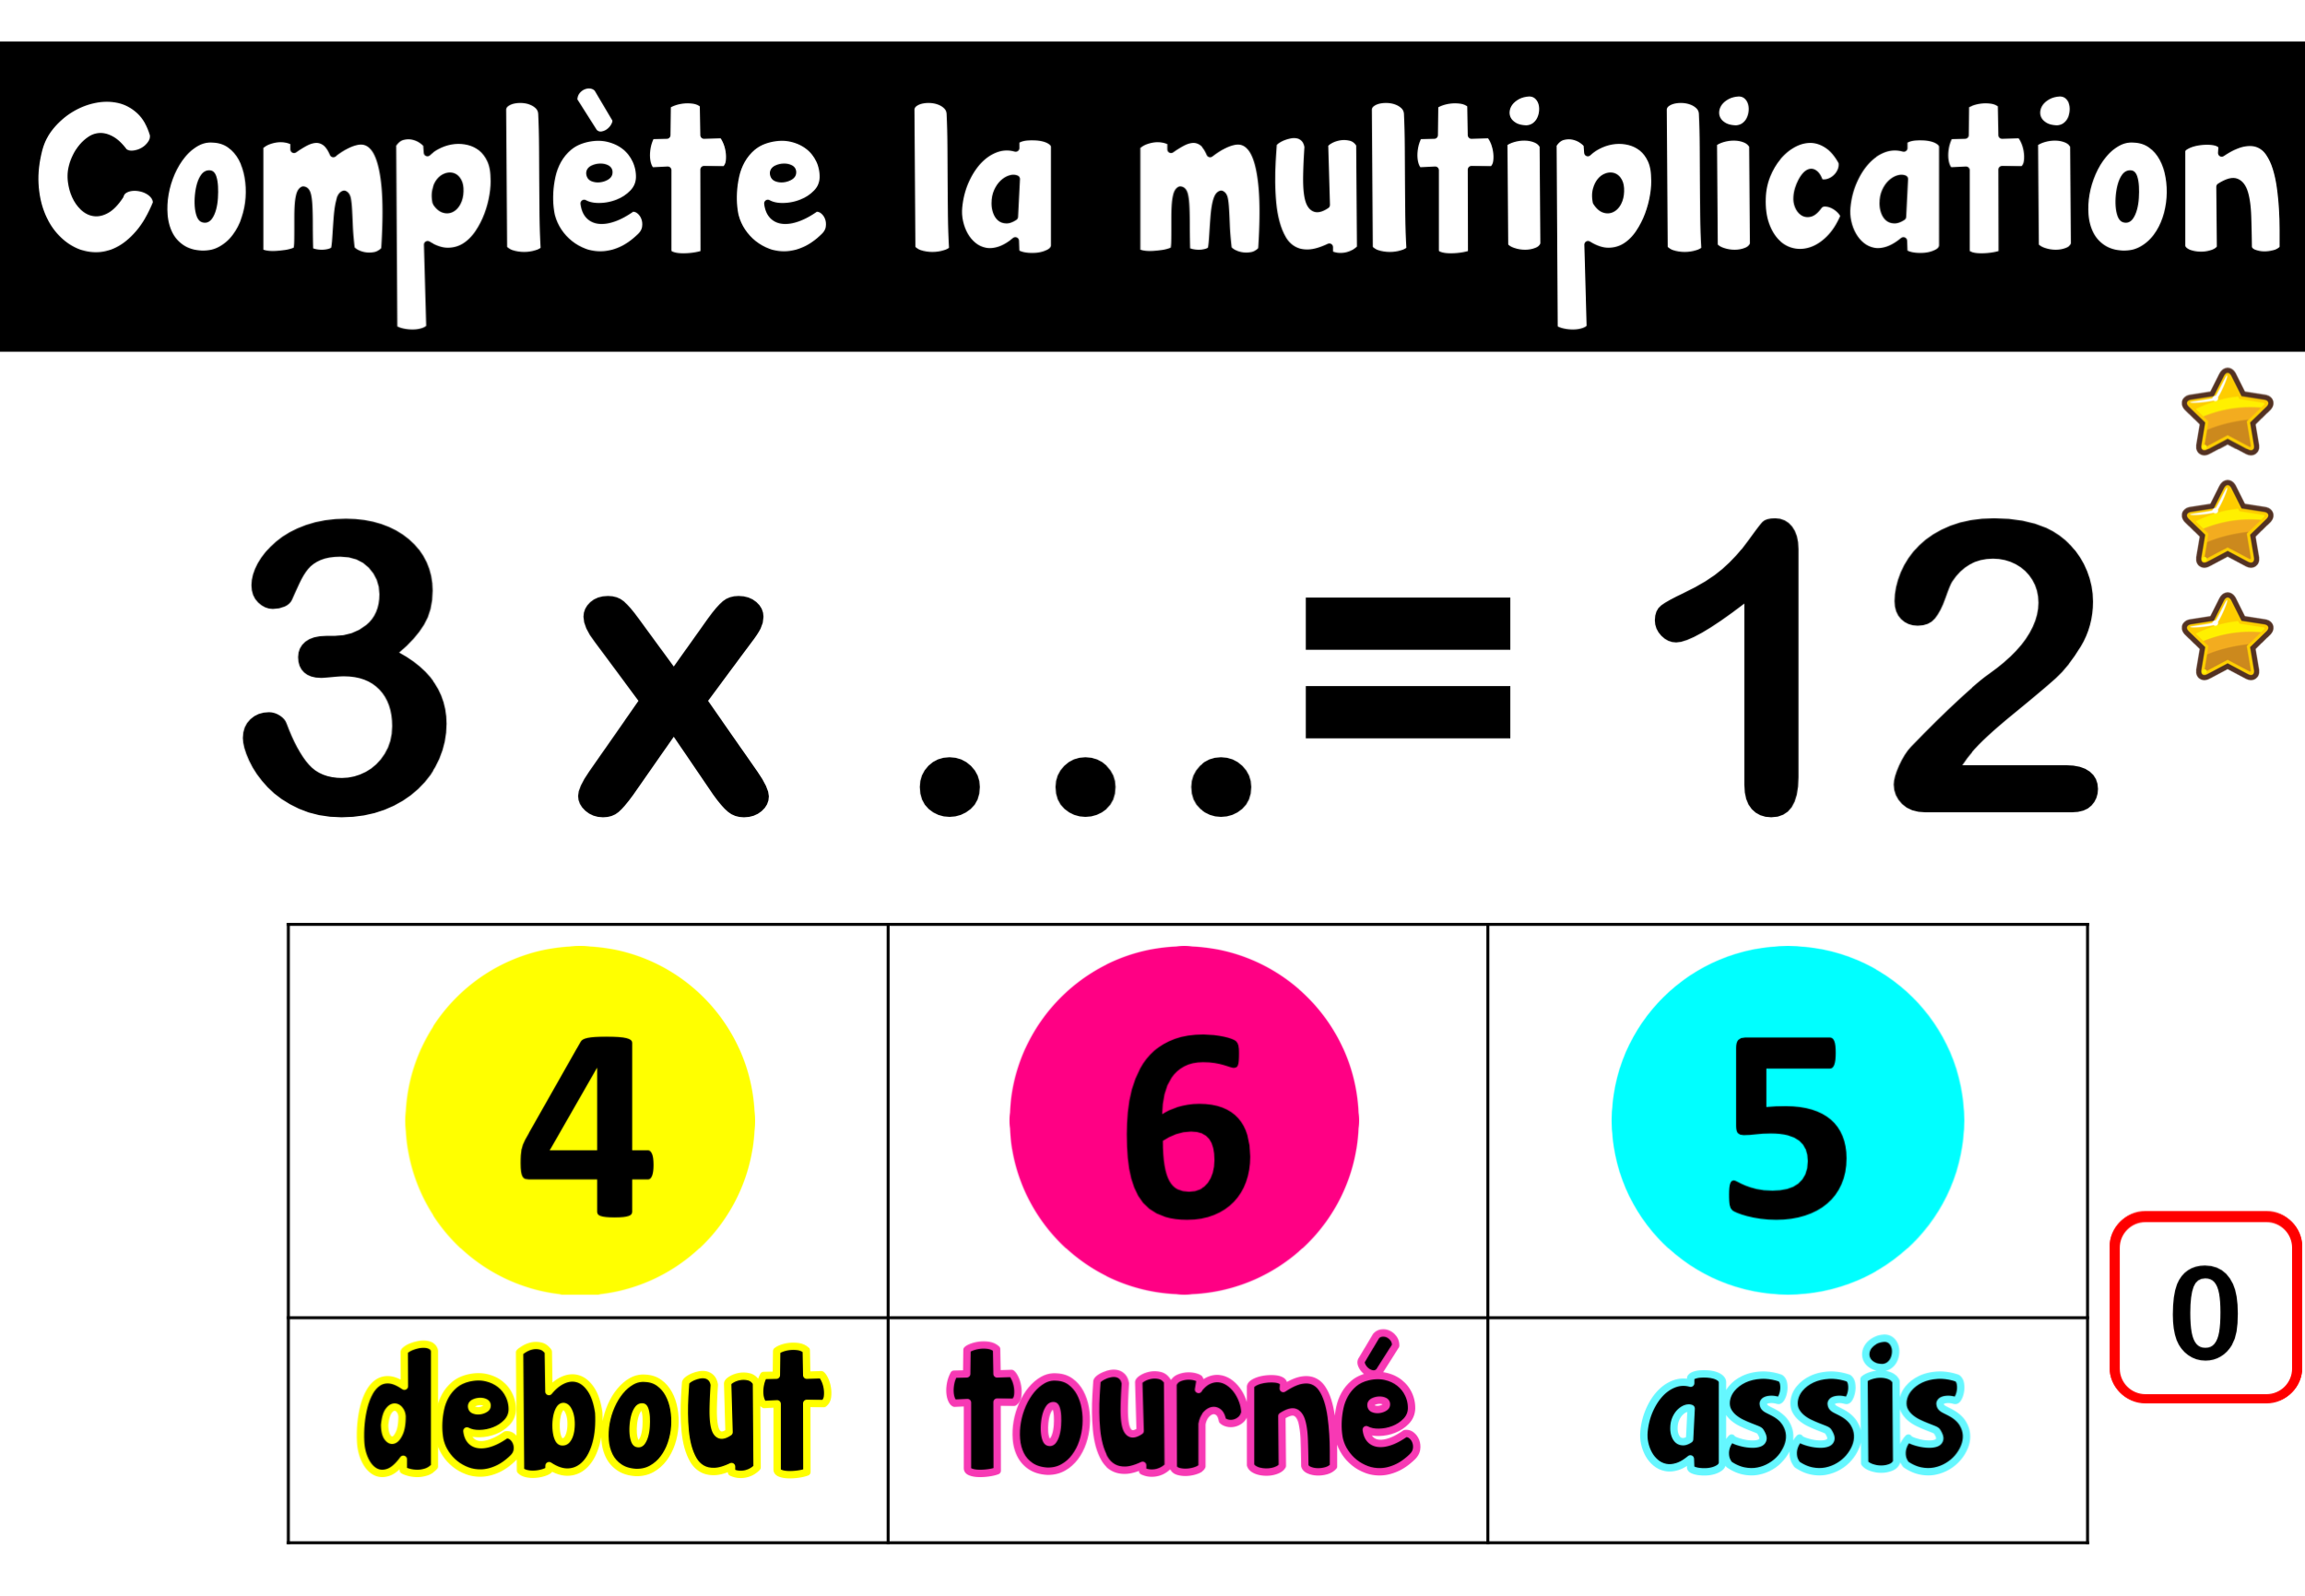 Complète la multiplication
3 x ...= 12
4 6 5
0
debout tourné assis